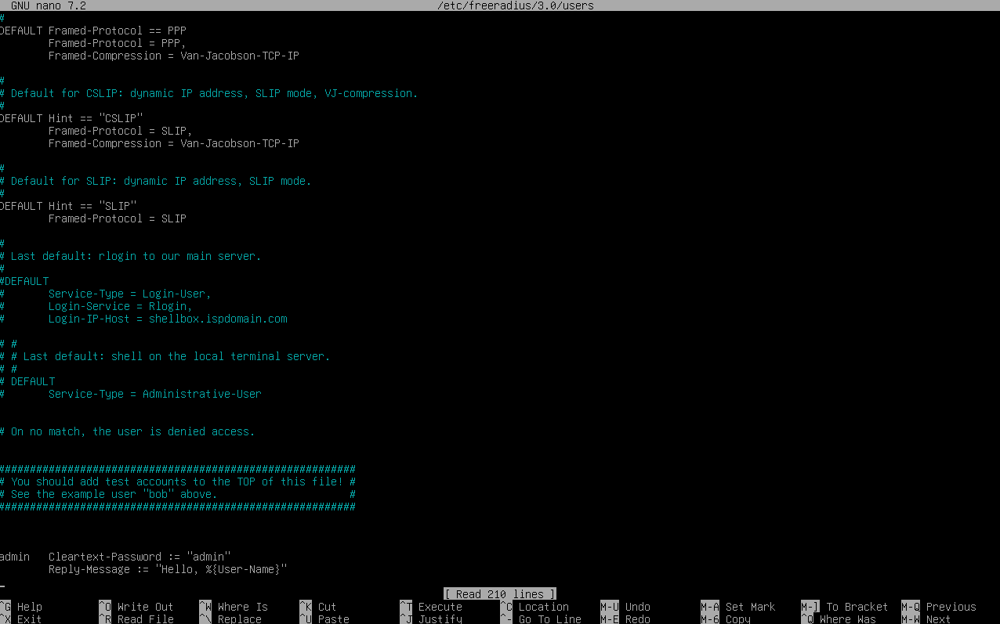 GNU nano 7.2 /etc/freeradius/3.0/users
#
DEFAULT Framed-Protocol == PPP
        Framed-Protocol = PPP,
        Framed-Compression = Van-Jacobson-TCP-IP
#
# Default for CSLIP: dynamic IP address, SLIP mode, VJ-compression.
#
DEFAULT Hint == "CSLIP"
        Framed-Protocol = SLIP,
        Framed-Compression = Van-Jacobson-TCP-IP
#
# Default for SLIP: dynamic IP address, SLIP mode.
#
DEFAULT Hint == "SLIP"
        Framed-Protocol = SLIP
#
# Last default: rlogin to our main server.
#
#DEFAULT
#       Service-Type = Login-User,
#       Login-Service = Rlogin,
#       Login-IP-Host = shellbox.ispdomain.com
# #
# # Last default: shell on the local terminal server.
# #
# DEFAULT
#       Service-Type = Administrative-User
# On no match, the user is denied access.
#########################################################
# You should add test accounts to the TOP of this file! #
# See the example user "bob" above.                     #
#########################################################
admin   Cleartext-Password := "admin"
        Reply-Message := "Hello, %{User-Name}"
[ Read 210 lines ]
^G Help ^O Write Out ^W Where Is ^K Cut ^T Execute ^C Location M-U Undo M-A Set Mark M-] To Bracket M-Q Previous
^X Exit ^R Read File ^\ Replace ^U Paste ^J Justify ^- Go To Line M-E Redo M-6 Copy ^Q Where Was M-W Next